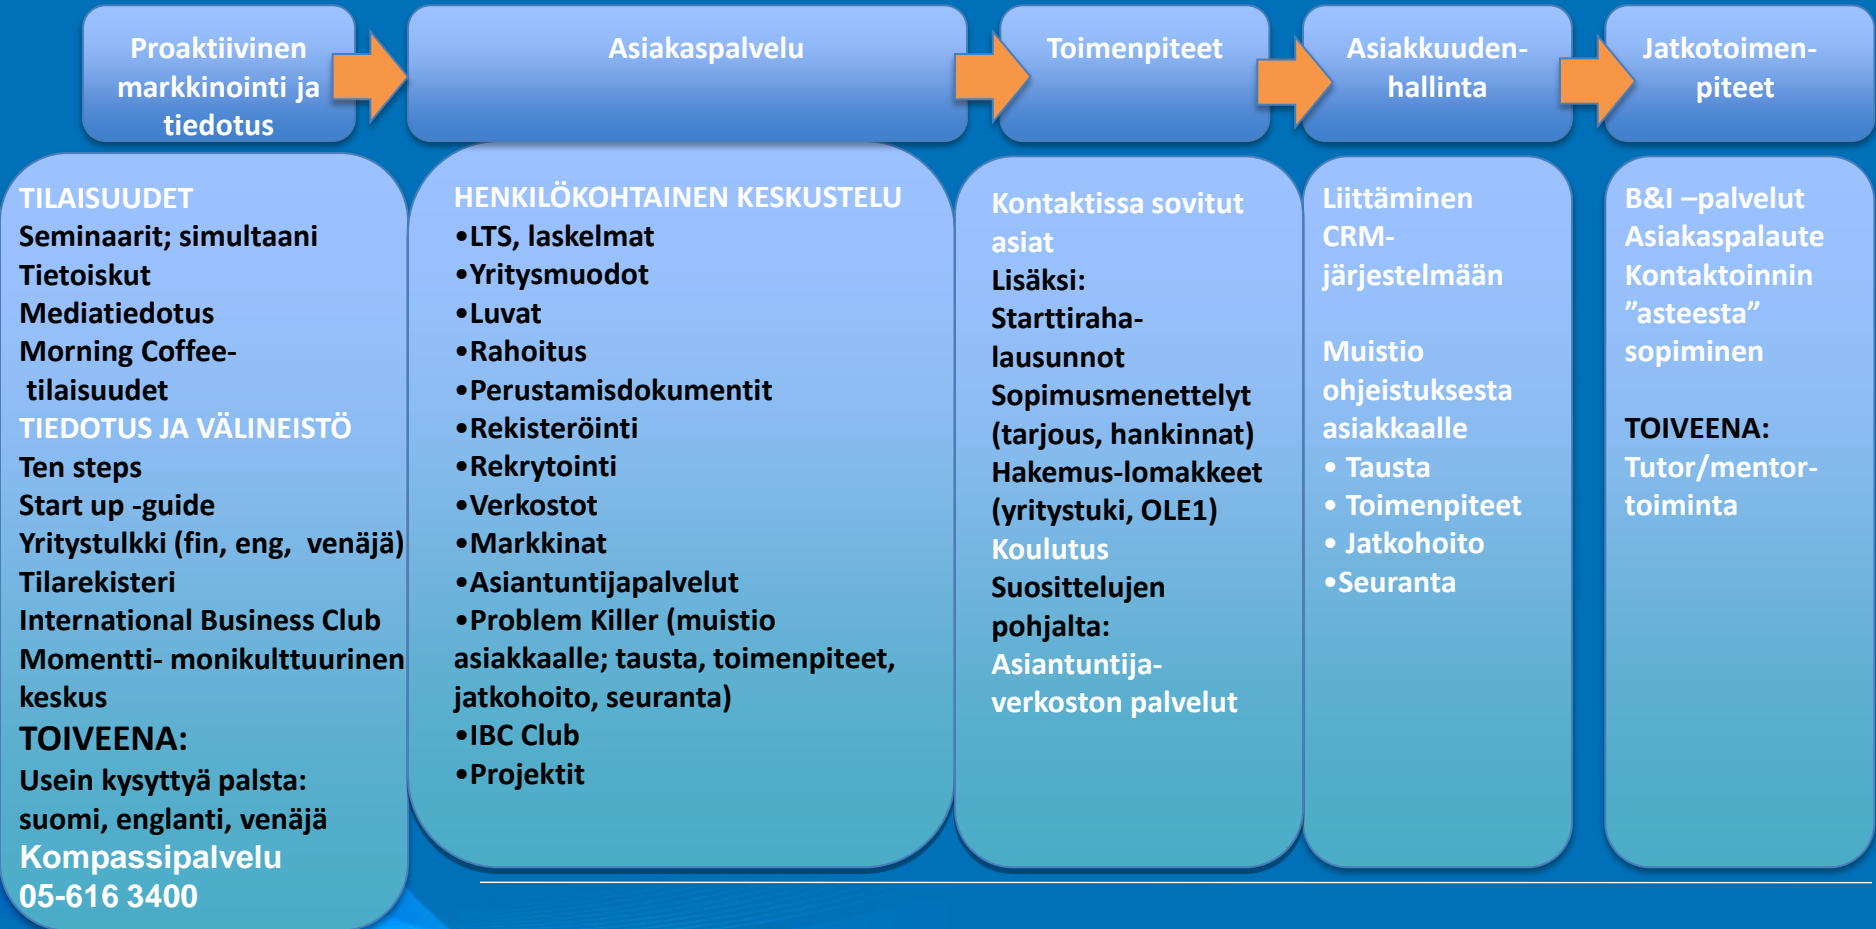 Proaktiivinen
markkinointi ja
tiedotus
Asiakaspalvelu
Toimenpiteet
Asiakkuuden-
hallinta
Jatkotoimen-
piteet
TILAISUUDET
Seminaarit; simultaani
Tietoiskut
Mediatiedotus
Morning Coffee-
tilaisuudet
TIEDOTUS JA VÄLINEISTÖ
Ten steps
Start up -guide
Yritystulkki (fin, eng, venäjä)
Tilarekisteri
International Business Club
Momentti- monikulttuurinen
keskus
TOIVEENA:
Usein kysyttyä palsta:
suomi, englanti, venäjä
Kompassipalvelu
05-616 3400
HENKILÖKOHTAINEN KESKUSTELU
•LTS, laskelmat
•Yritysmuodot
•Luvat
•Rahoitus
•Perustamisdokumentit
•Rekisteröinti
•Rekrytointi
•Verkostot
•Markkinat
•Asiantuntijapalvelut
•Problem Killer (muistio
asiakkaalle; tausta, toimenpiteet,
jatkohoito, seuranta)
•IBC Club
•Projektit
Kontaktissa sovitut
asiat
Lisäksi:
Starttiraha-
lausunnot
Sopimusmenettelyt
(tarjous, hankinnat)
Hakemus-lomakkeet
(yritystuki, OLE1)
Koulutus
Suosittelujen
pohjalta:
Asiantuntija-
verkoston palvelut
Liittäminen
CRM-
järjestelmään
Muistio
ohjeistuksesta
asiakkaalle
• Tausta
• Toimenpiteet
• Jatkohoito
•Seuranta
B&I –palvelut
Asiakaspalaute
Kontaktoinnin
”asteesta”
sopiminen
TOIVEENA:
Tutor/mentor-
toiminta